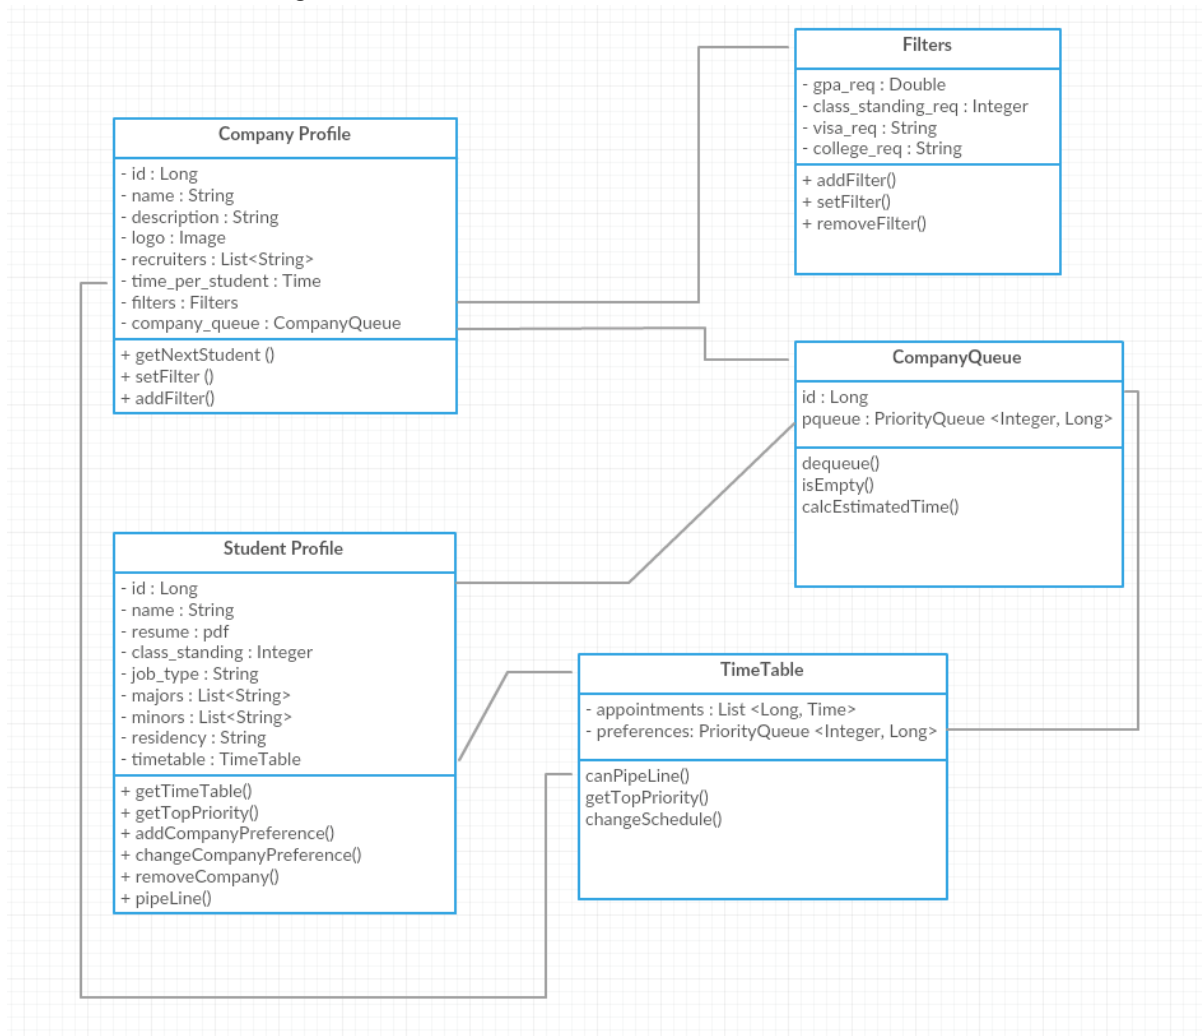 Company Profile
- id : Long
- name : String
- description : String
- logo : Image
- recruiters : List<String>
- time_per_student : Time
- filters : Filters
- company_queue : CompanyQueue
+ getNextStudent ()
+ setFilter ()
+ addFilter()
Filters
- gpa_req : Double
- class_standing_req : Integer
- visa_req : String
- college_req : String
+ addFilter()
+ setFilter()
+ removeFilter()
CompanyQueue
id : Long
pqueue : PriorityQueue <Integer, Long>
dequeue()
isEmpty()
calcEstimatedTime()
Student Profile
- id : Long
- name : String
- resume : pdf
- class_standing : Integer
- job_type : String
- majors : List<String>
- minors : List<String>
- residency : String
- timetable : TimeTable
+ getTimeTable()
+ getTopPriority()
+ addCompanyPreference()
+ changeCompanyPreference()
+ removeCompany()
+ pipeLine()
TimeTable
- appointments : List <Long, Time>
- preferences: PriorityQueue <Integer, Long>
canPipeLine()
getTopPriority()
changeSchedule()